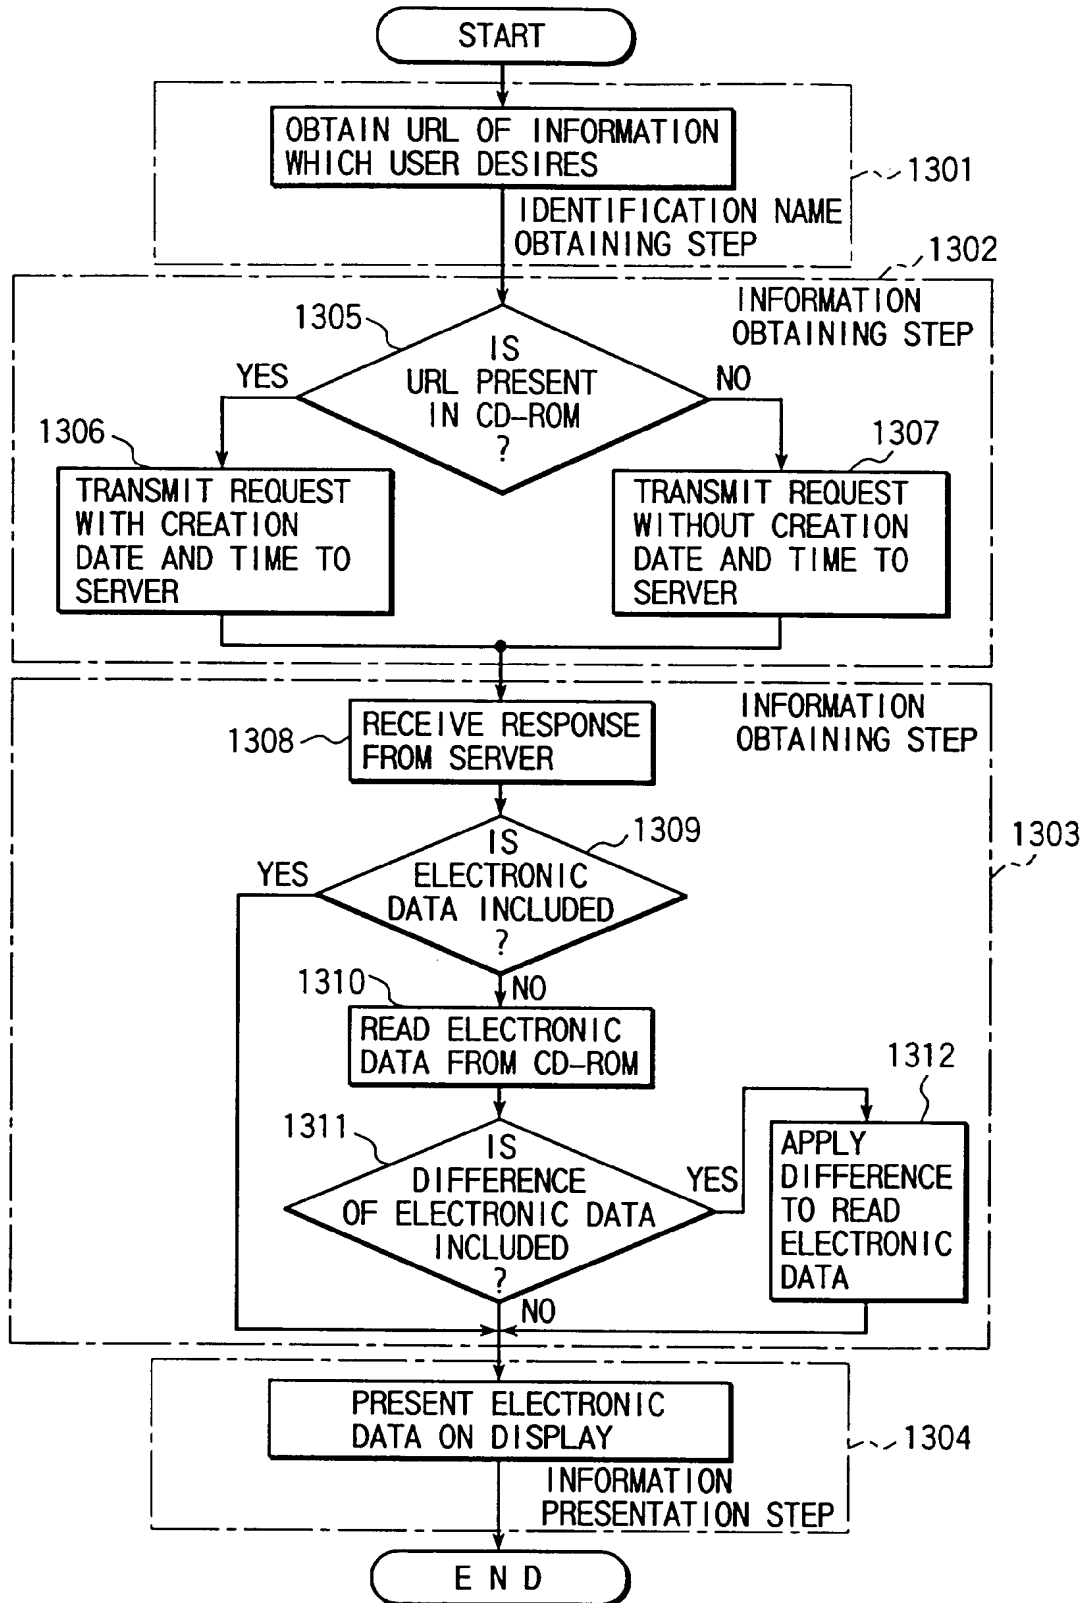 START
OBTAIN URL OF INFORMATION
WHICH USER DESIRES
1301
IDENTIFICATION NAME
OBTAINING STEP
1302
INFORMATION
OBTAINING STEP
1305
IS
URL PRESENT
IN CD-ROM
?
YES
NO
1306
TRANSMIT REQUEST
WITH CREATION
DATE AND TIME TO
SERVER
1307
TRANSMIT REQUEST
WITHOUT CREATION
DATE AND TIME TO
SERVER
INFORMATION
OBTAINING STEP
1303
1308
RECEIVE RESPONSE
FROM SERVER
1309
IS
ELECTRONIC
DATA INCLUDED
?
YES
NO
1310
READ ELECTRONIC
DATA FROM CD-ROM
1311
IS
DIFFERENCE
OF ELECTRONIC DATA
INCLUDED
?
YES
NO
1312
APPLY
DIFFERENCE
TO READ
ELECTRONIC
DATA
PRESENT ELECTRONIC
DATA ON DISPLAY
1304
INFORMATION
PRESENTATION STEP
END